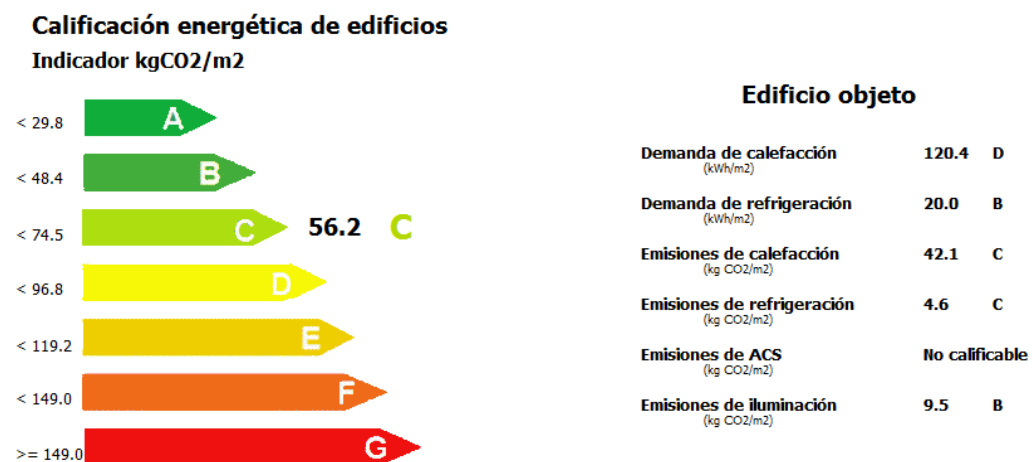 Calificación energética de edificios
Indicador kgCO2/m2
< 29.8 A
< 48.4 B
< 74.5 C 56.2 C
< 96.8 D
< 119.2 E
< 149.0 F
>= 149.0 G
Edificio objeto
Demanda de calefacción 120.4 D
(kWh/m2)
Demanda de refrigeración 20.0 B
(kWh/m2)
Emisiones de calefacción 42.1 C
(kg CO2/m2)
Emisiones de refrigeración 4.6 C
(kg CO2/m2)
Emisiones de ACS No calificable
(kg CO2/m2)
Emisiones de iluminación 9.5 B
(kg CO2/m2)